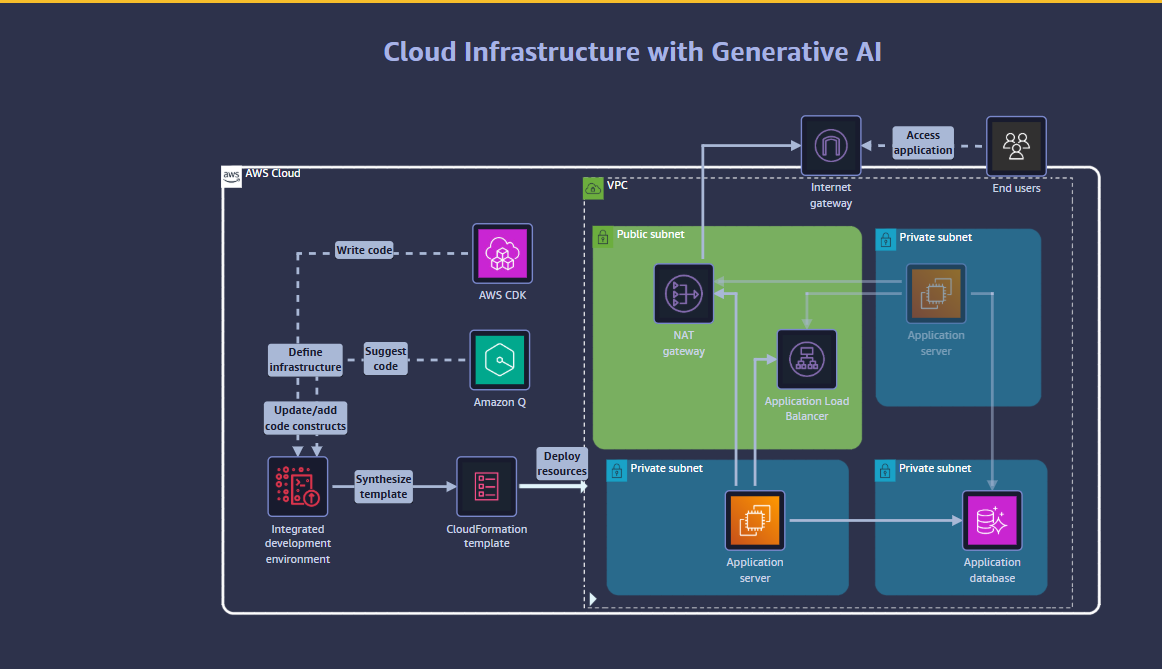 Cloud Infrastructure with Generative AI
Access
application
aws
AWS Cloud
VPC
Internet
gateway
End users
Public subnet
Private subnet
Write code
AWS CDK
NAT
gateway
Application
server
Define
infrastructure
Suggest
code
Amazon Q
Application Load
Balancer
Update/add
code constructs
Deploy
resources
Private subnet
Private subnet
Synthesize
template
Integrated
development
environment
CloudFormation
template
Application
server
Application
database